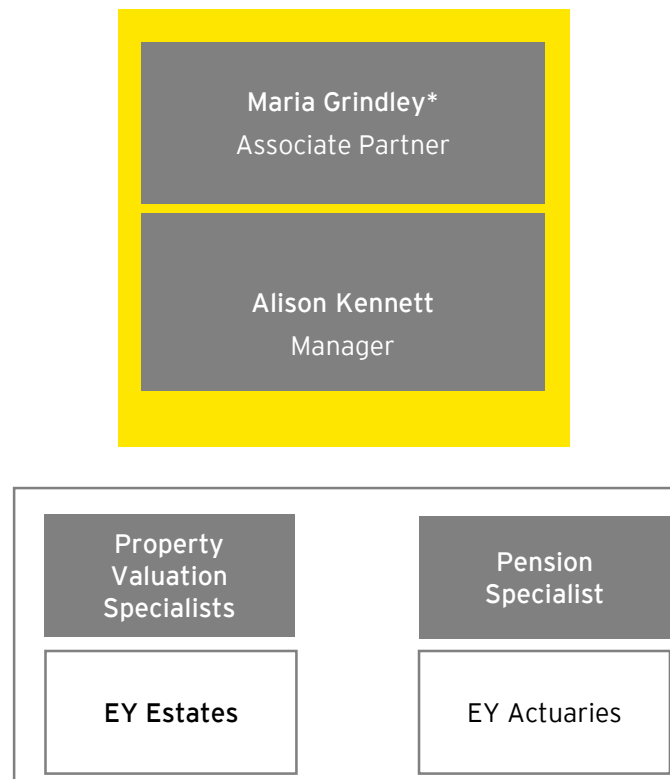 Maria Grindley*
Associate Partner
Alison Kennett
Manager
Property
Valuation
Specialists
Pension
Specialist
EY Estates
EY Actuaries